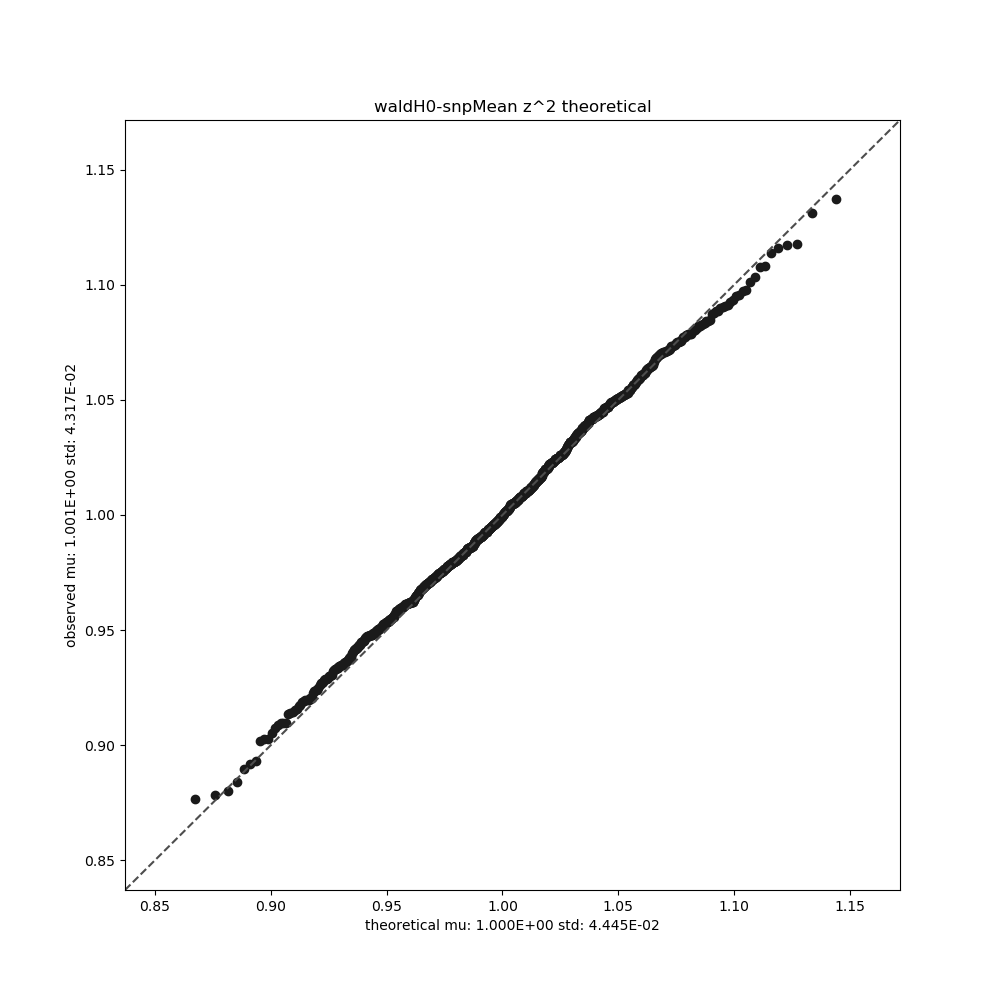 waldH0-snpMean z^2 theoretical
observed mu: 1.001E+00 std: 4.317E-02
1.15
1.10
1.05
1.00
0.95
0.90
0.85
0.85 0.90 0.95 1.00 1.05 1.10 1.15
theoretical mu: 1.000E+00 std: 4.445E-02